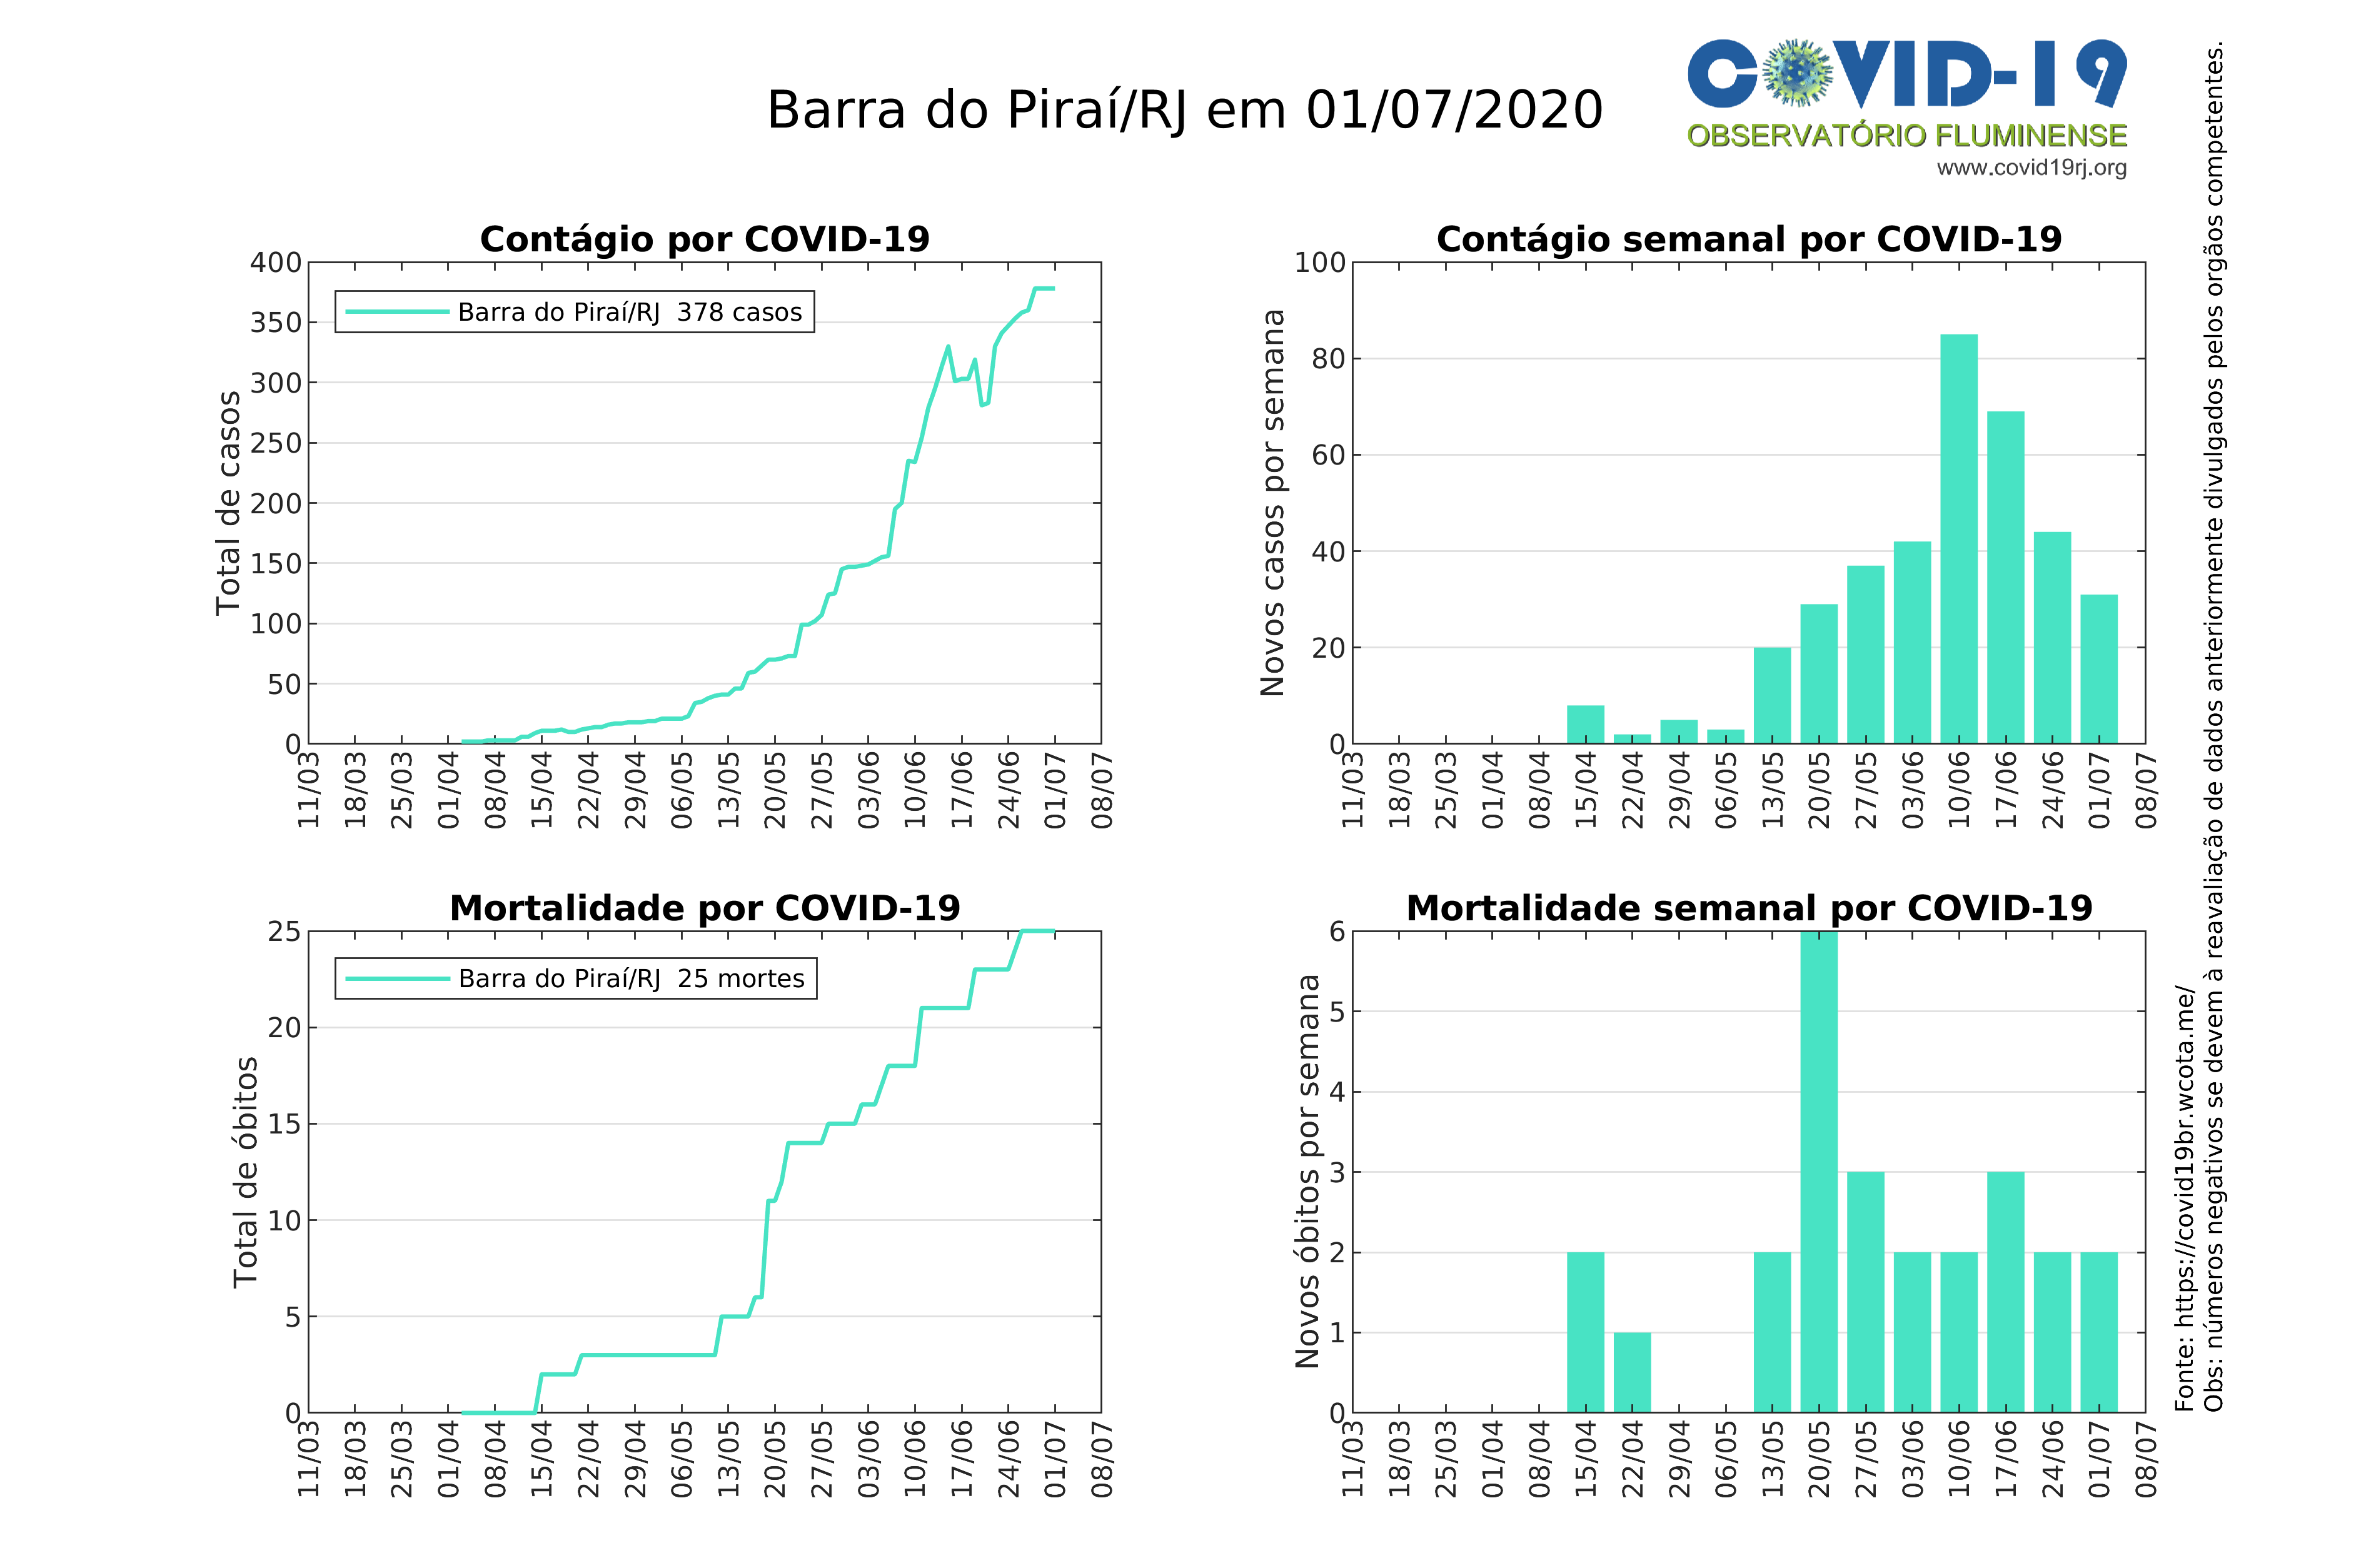 Barra do Piraí/RJ em 01/07/2020
COVID-19
OBSERVATÓRIO FLUMINENSE
www.covid19rj.org
Contágio por COVID-19
Total de casos
400
350
300
250
200
150
100
50
0
Barra do Piraí/RJ 378 casos
11/03 18/03 25/03 01/04 08/04 15/04 22/04 29/04 06/05 13/05 20/05 27/05 03/06 10/06 17/06 24/06 01/07 08/07
Contágio semanal por COVID-19
Novos casos por semana
100
80
60
40
20
0
11/03 18/03 25/03 01/04 08/04 15/04 22/04 29/04 06/05 13/05 20/05 27/05 03/06 10/06 17/06 24/06 01/07 08/07
Mortalidade por COVID-19
Total de óbitos
25
20
15
10
5
0
Barra do Piraí/RJ 25 mortes
11/03 18/03 25/03 01/04 08/04 15/04 22/04 29/04 06/05 13/05 20/05 27/05 03/06 10/06 17/06 24/06 01/07 08/07
Mortalidade semanal por COVID-19
Novos óbitos por semana
6
5
4
3
2
1
0
11/03 18/03 25/03 01/04 08/04 15/04 22/04 29/04 06/05 13/05 20/05 27/05 03/06 10/06 17/06 24/06 01/07 08/07
Fonte: https://covid19br.wcota.me/
Obs: números negativos se devem à reavaliação de dados anteriormente divulgados pelos orgãos competentes.